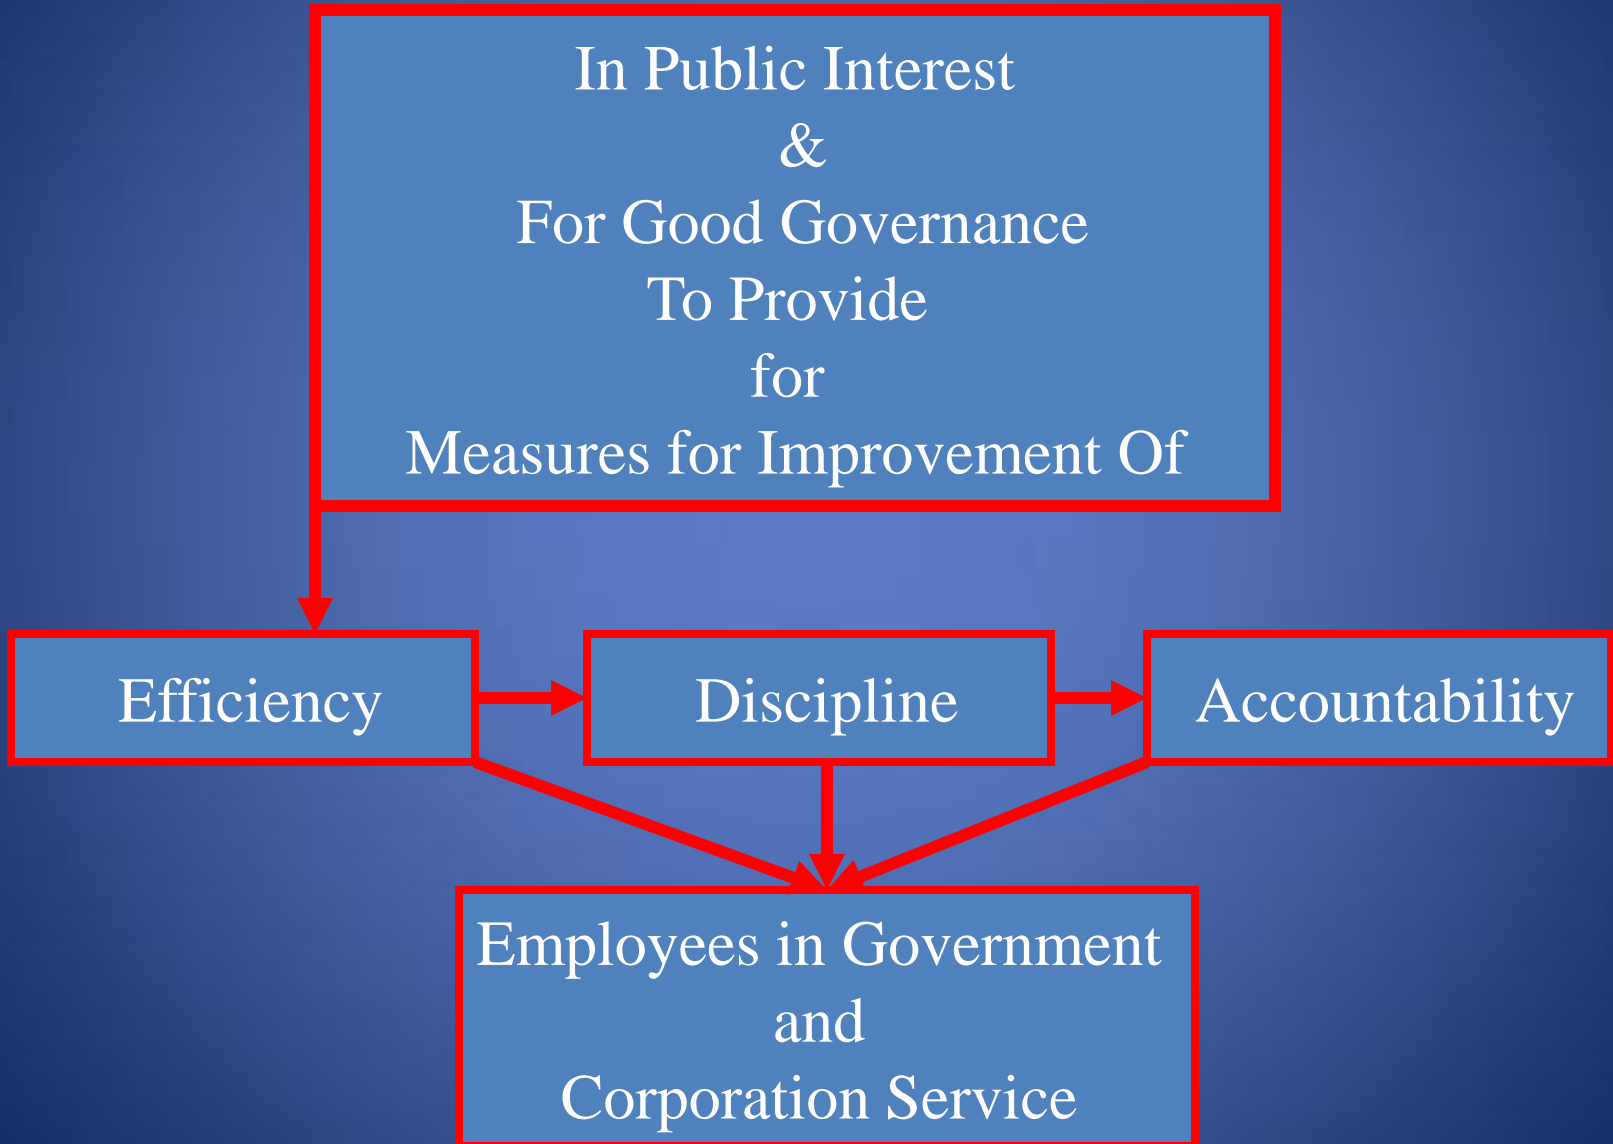 In Public Interest
&
For Good Governance
To Provide
for
Measures for Improvement Of
Efficiency
Discipline
Accountability
Employees in Government
and
Corporation Service